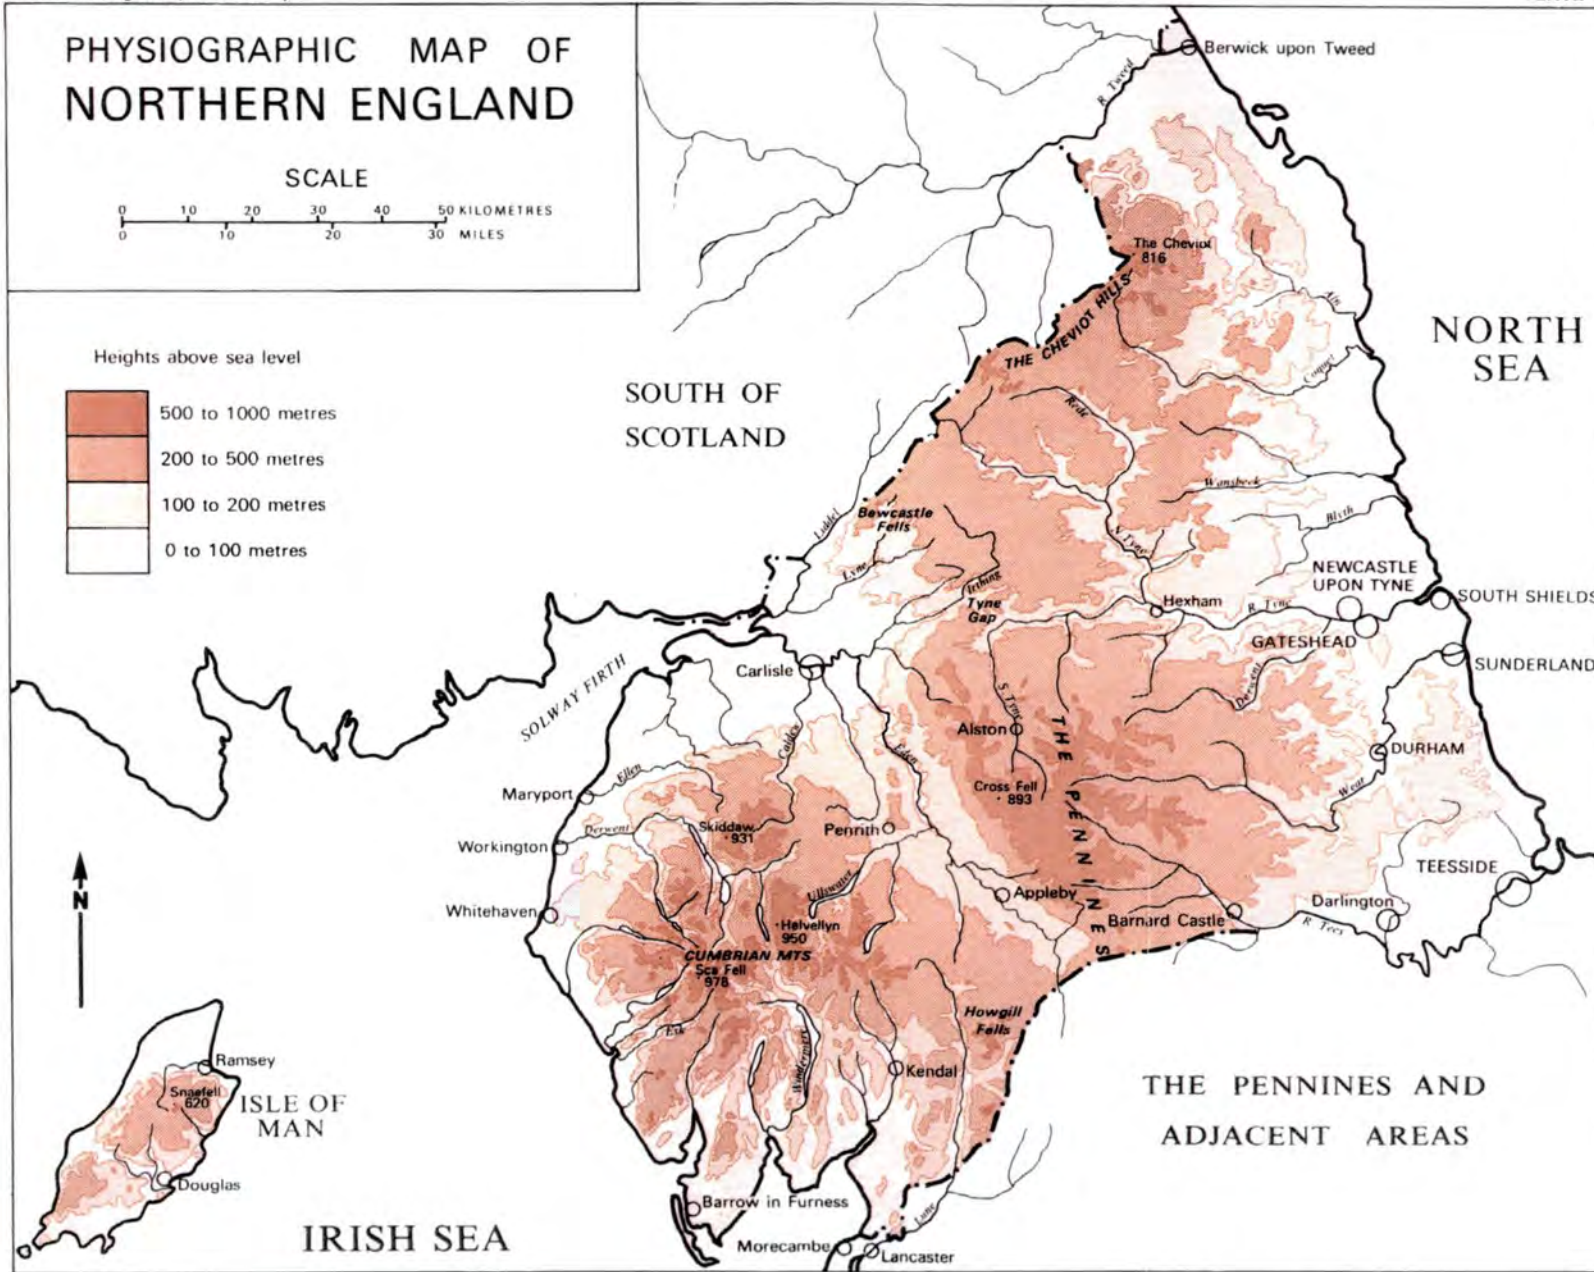 PHYSIOGRAPHIC MAP OF
NORTHERN ENGLAND
SCALE
0 10 20 30 40 50 KILOMETRES
0 10 20 30 MILES
Heights above sea level
500 to 1000 metres
200 to 500 metres
100 to 200 metres
0 to 100 metres
Berwick upon Tweed
R Tweed
The Cheviot
816
THE CHEVIOT HILLS
Aln
NORTH
SEA
Coquet
SOUTH OF
SCOTLAND
Rede
Wansbeck
Blyth
Bewcastle
Fells
Liddel
Lyne
N Tyne
Irthing
Tyne
Gap
Hexham
R. Tyne
NEWCASTLE
UPON TYNE
SOUTH SHIELDS
GATESHEAD
SUNDERLAND
Derwent
SOLWAY FIRTH
Carlisle
S. Tyne
Alston
THE PENNINES
Caldew
Eden
DURHAM
Wear
Ellen
Maryport
Cross Fell
893
Skiddaw
931
Penrith
Derwent
Workington
TEESSIDE
Ullswater
Appleby
Whitehaven
Helvellyn
950
Barnard Castle
Darlington
R. Tees
CUMBRIAN MTS
Sca Fell
978
N
Howgill
Fells
Esk
Windermere
Kendal
Ramsey
Snaefell
620
ISLE OF
MAN
Douglas
THE PENNINES AND
ADJACENT AREAS
Barrow in Furness
Lune
IRISH SEA
Morecambe
Lancaster